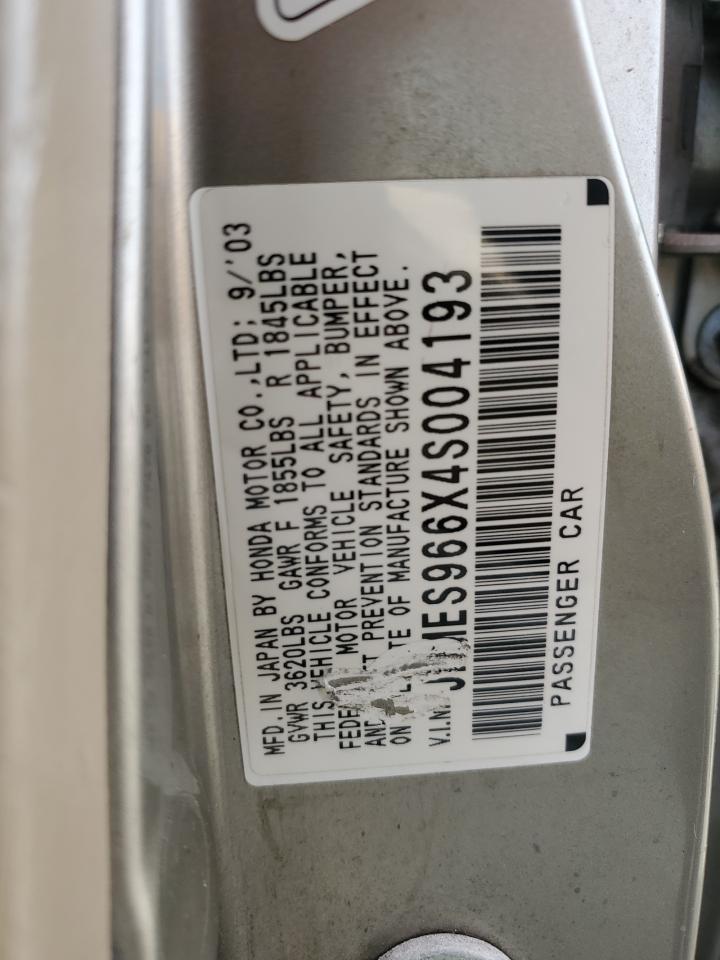 MFD. IN JAPAN BY HONDA MOTOR CO.,LTD; 9/'03
GVWR 3620LBS GAWR F 1855LBS R 1845LBS
THIS VEHICLE CONFORMS TO ALL APPLICABLE
MOTOR VEHICLE SAFETY, BUMPER,
PREVENTION STANDARDS IN EFFECT
ON OF MANUFACTURE SHOWN ABOVE.
V.I.N. ES966X4S004193
PASSENGER CAR